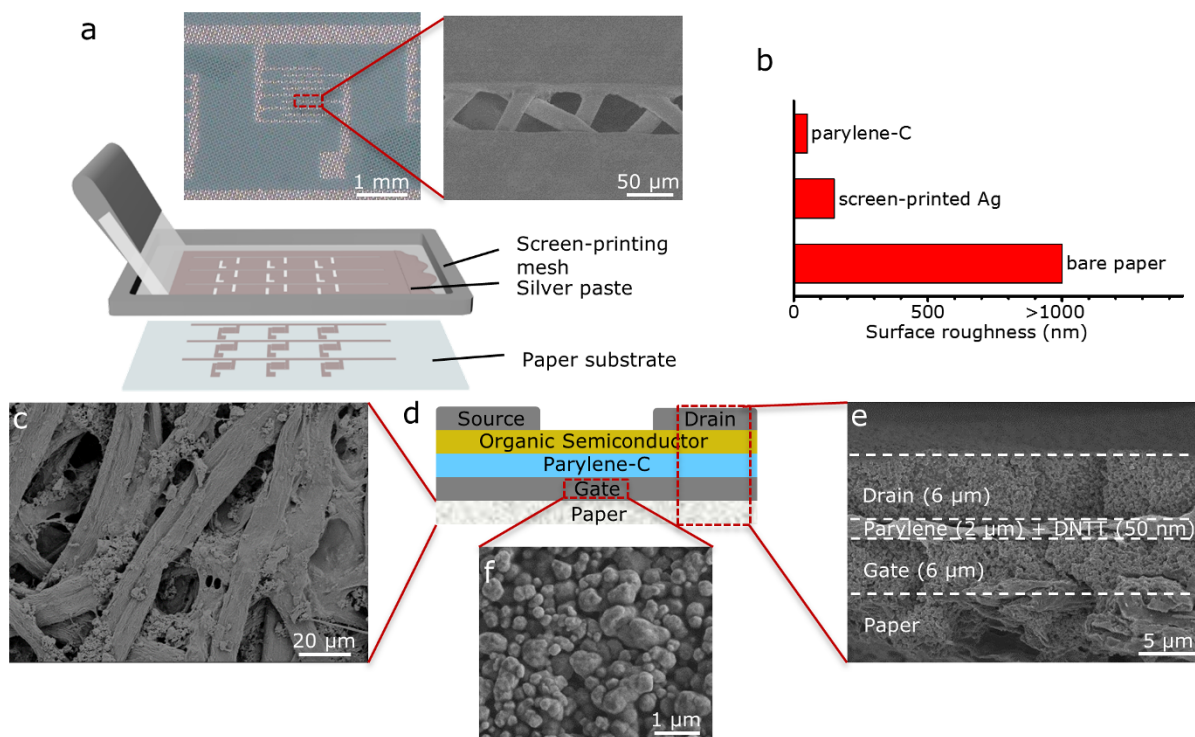 a
1 mm
50 µm
Screen-printing
mesh
Silver paste
Paper substrate
b
parylene-C
screen-printed Ag
bare paper
0
500
>1000
Surface roughness (nm)
c
20 µm
d
Source
Drain
Organic Semiconductor
Parylene-C
Gate
Paper
e
Drain (6 µm)
Parylene (2 µm) + DNTT (50 nm)
Gate (6 µm)
Paper
5 µm
f
1 µm